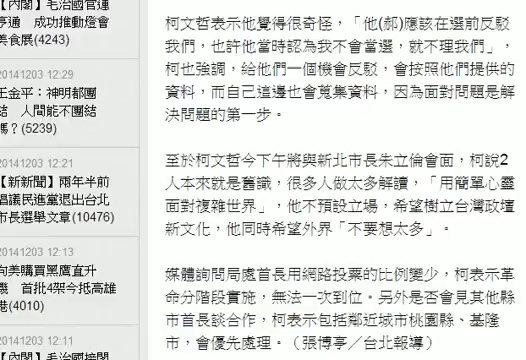 【內閣】毛治國官運
亨通　成功推動燈會
美食展(4243)
20141203 12:29
王金平：神明都團
結　人間能不團結
嗎？(5239)
20141203 12:21
【新新聞】兩年半前
倡議民進黨退出台北
市長選舉文章(10476)
20141203 12:13
向美購買黑鷹直升
機　首批4架今抵高雄
港(4010)
20141203 12:11
【內閣】毛治國接閣
柯文哲表示他覺得很奇怪，「他(郝)應該在選前反駁
我們，也許他當時認為我不會當選，就不理我們」，
柯也強調，給他們一個機會反駁，會按照他們提供的
資料，而自己這邊也會蒐集資料，因為面對問題是解
決問題的第一步。
至於柯文哲今下午將與新北市長朱立倫會面，柯說2
人本來就是舊識，很多人做太多解讀，「用簡單心靈
面對複雜世界」，他不預設立場，希望樹立台灣政壇
新文化，他同時希望外界「不要想太多」。
媒體詢問局處首長用網路投票的比例變少，柯表示革
命分階段實施，無法一次到位。另外是否會見其他縣
市首長談合作，柯表示包括鄰近城市桃園縣、基隆
市，會優先處理。（張博亭／台北報導）